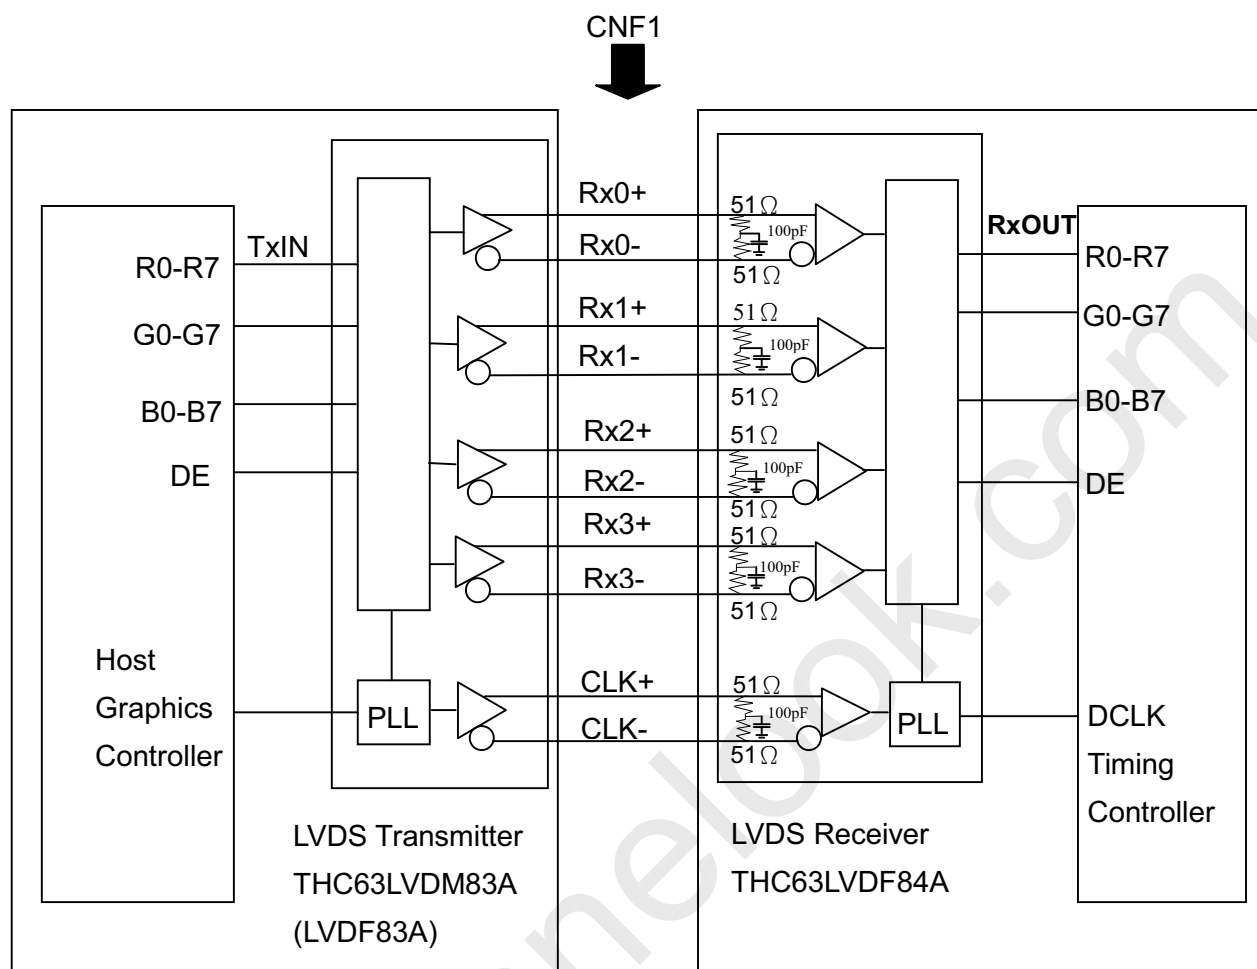 CNF1
Host
Graphics
Controller
R0-R7
G0-G7
B0-B7
DE
TxIN
PLL
LVDS Transmitter
THC63LVDM83A
(LVDF83A)
Rx0+
Rx0-
Rx1+
Rx1-
Rx2+
Rx2-
Rx3+
Rx3-
CLK+
CLK-
51Ω
100pF
51Ω
51Ω
100pF
51Ω
51Ω
100pF
51Ω
51Ω
100pF
51Ω
51Ω
100pF
51Ω
PLL
LVDS Receiver
THC63LVDF84A
RxOUT
R0-R7
G0-G7
B0-B7
DE
DCLK
Timing
Controller
nelook.com